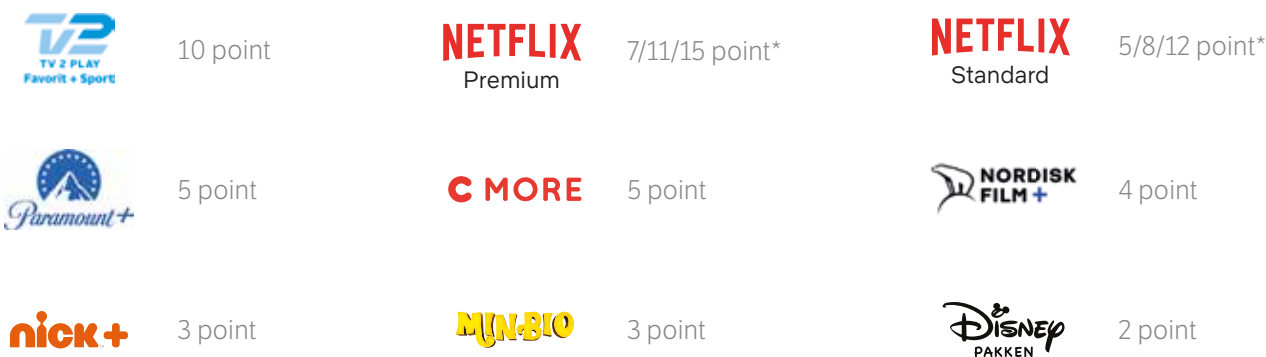 TV 2 PLAY
Favorit + Sport
10 point
NETFLIX
Premium
7/11/15 point*
NETFLIX
Standard
5/8/12 point*
Paramount+
5 point
C MORE
5 point
NORDISK
FILM+
4 point
nick+
3 point
MIN BIO
3 point
Disney
PAKKEN
2 point